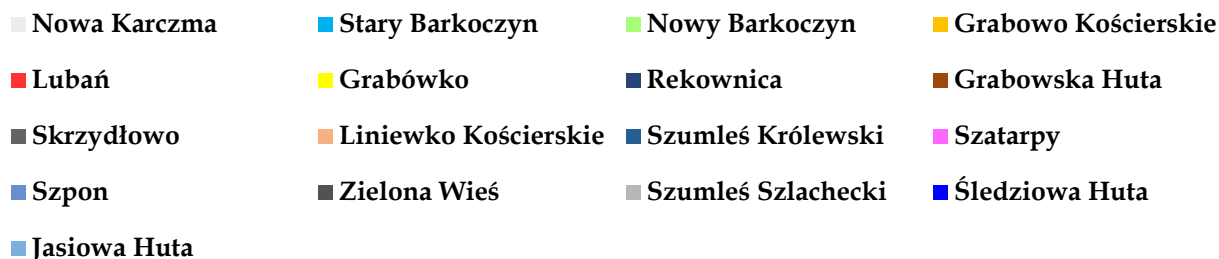 Nowa Karczma Stary Barkoczyn Nowy Barkoczyn Grabowo Kościerskie
Lubań Grabówko Rekownica Grabowska Huta
Skrzydłowo Liniewko Kościerskie Szumleś Królewski Szatarpy
Szpon Zielona Wieś Szumleś Szlachecki Śledziowa Huta
Jasiowa Huta